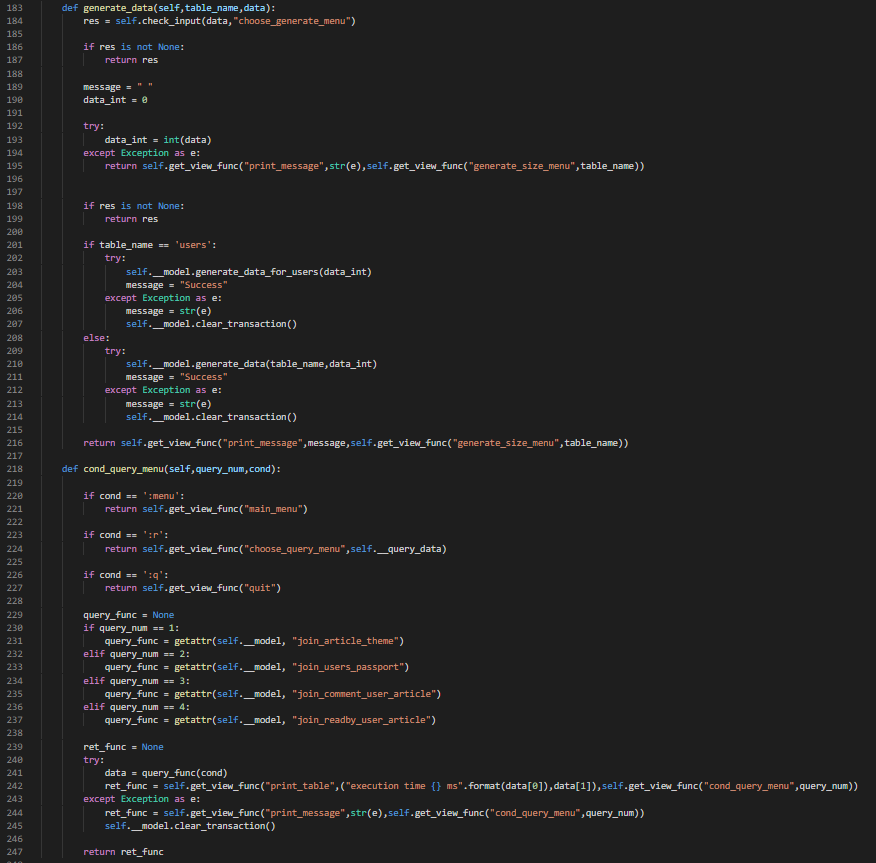 183 def generate_data(self,table_name,data):
184 res = self.check_input(data,"choose_generate_menu")
185
186 if res is not None:
187 return res
188
189 message = " "
190 data_int = 0
191
192 try:
193 data_int = int(data)
194 except Exception as e:
195 return self.get_view_func("print_message",str(e),self.get_view_func("generate_size_menu",table_name))
196
197
198 if res is not None:
199 return res
200
201 if table_name == 'users':
202 try:
203 self.__model.generate_data_for_users(data_int)
204 message = "Success"
205 except Exception as e:
206 message = str(e)
207 self.__model.clear_transaction()
208 else:
209 try:
210 self.__model.generate_data(table_name,data_int)
211 message = "Success"
212 except Exception as e:
213 message = str(e)
214 self.__model.clear_transaction()
215
216 return self.get_view_func("print_message",message,self.get_view_func("generate_size_menu",table_name))
217
218 def cond_query_menu(self,query_num,cond):
219
220 if cond == ':menu':
221 return self.get_view_func("main_menu")
222
223 if cond == ':r':
224 return self.get_view_func("choose_query_menu",self.__query_data)
225
226 if cond == ':q':
227 return self.get_view_func("quit")
228
229 query_func = None
230 if query_num == 1:
231 query_func = getattr(self.__model, "join_article_theme")
232 elif query_num == 2:
233 query_func = getattr(self.__model, "join_users_passport")
234 elif query_num == 3:
235 query_func = getattr(self.__model, "join_comment_user_article")
236 elif query_num == 4:
237 query_func = getattr(self.__model, "join_readby_user_article")
238
239 ret_func = None
240 try:
241 data = query_func(cond)
242 ret_func = self.get_view_func("print_table",("execution time {} ms".format(data[0]),data[1]),self.get_view_func("cond_query_menu",query_num))
243 except Exception as e:
244 ret_func = self.get_view_func("print_message",str(e),self.get_view_func("cond_query_menu",query_num))
245 self.__model.clear_transaction()
246
247 return ret_func